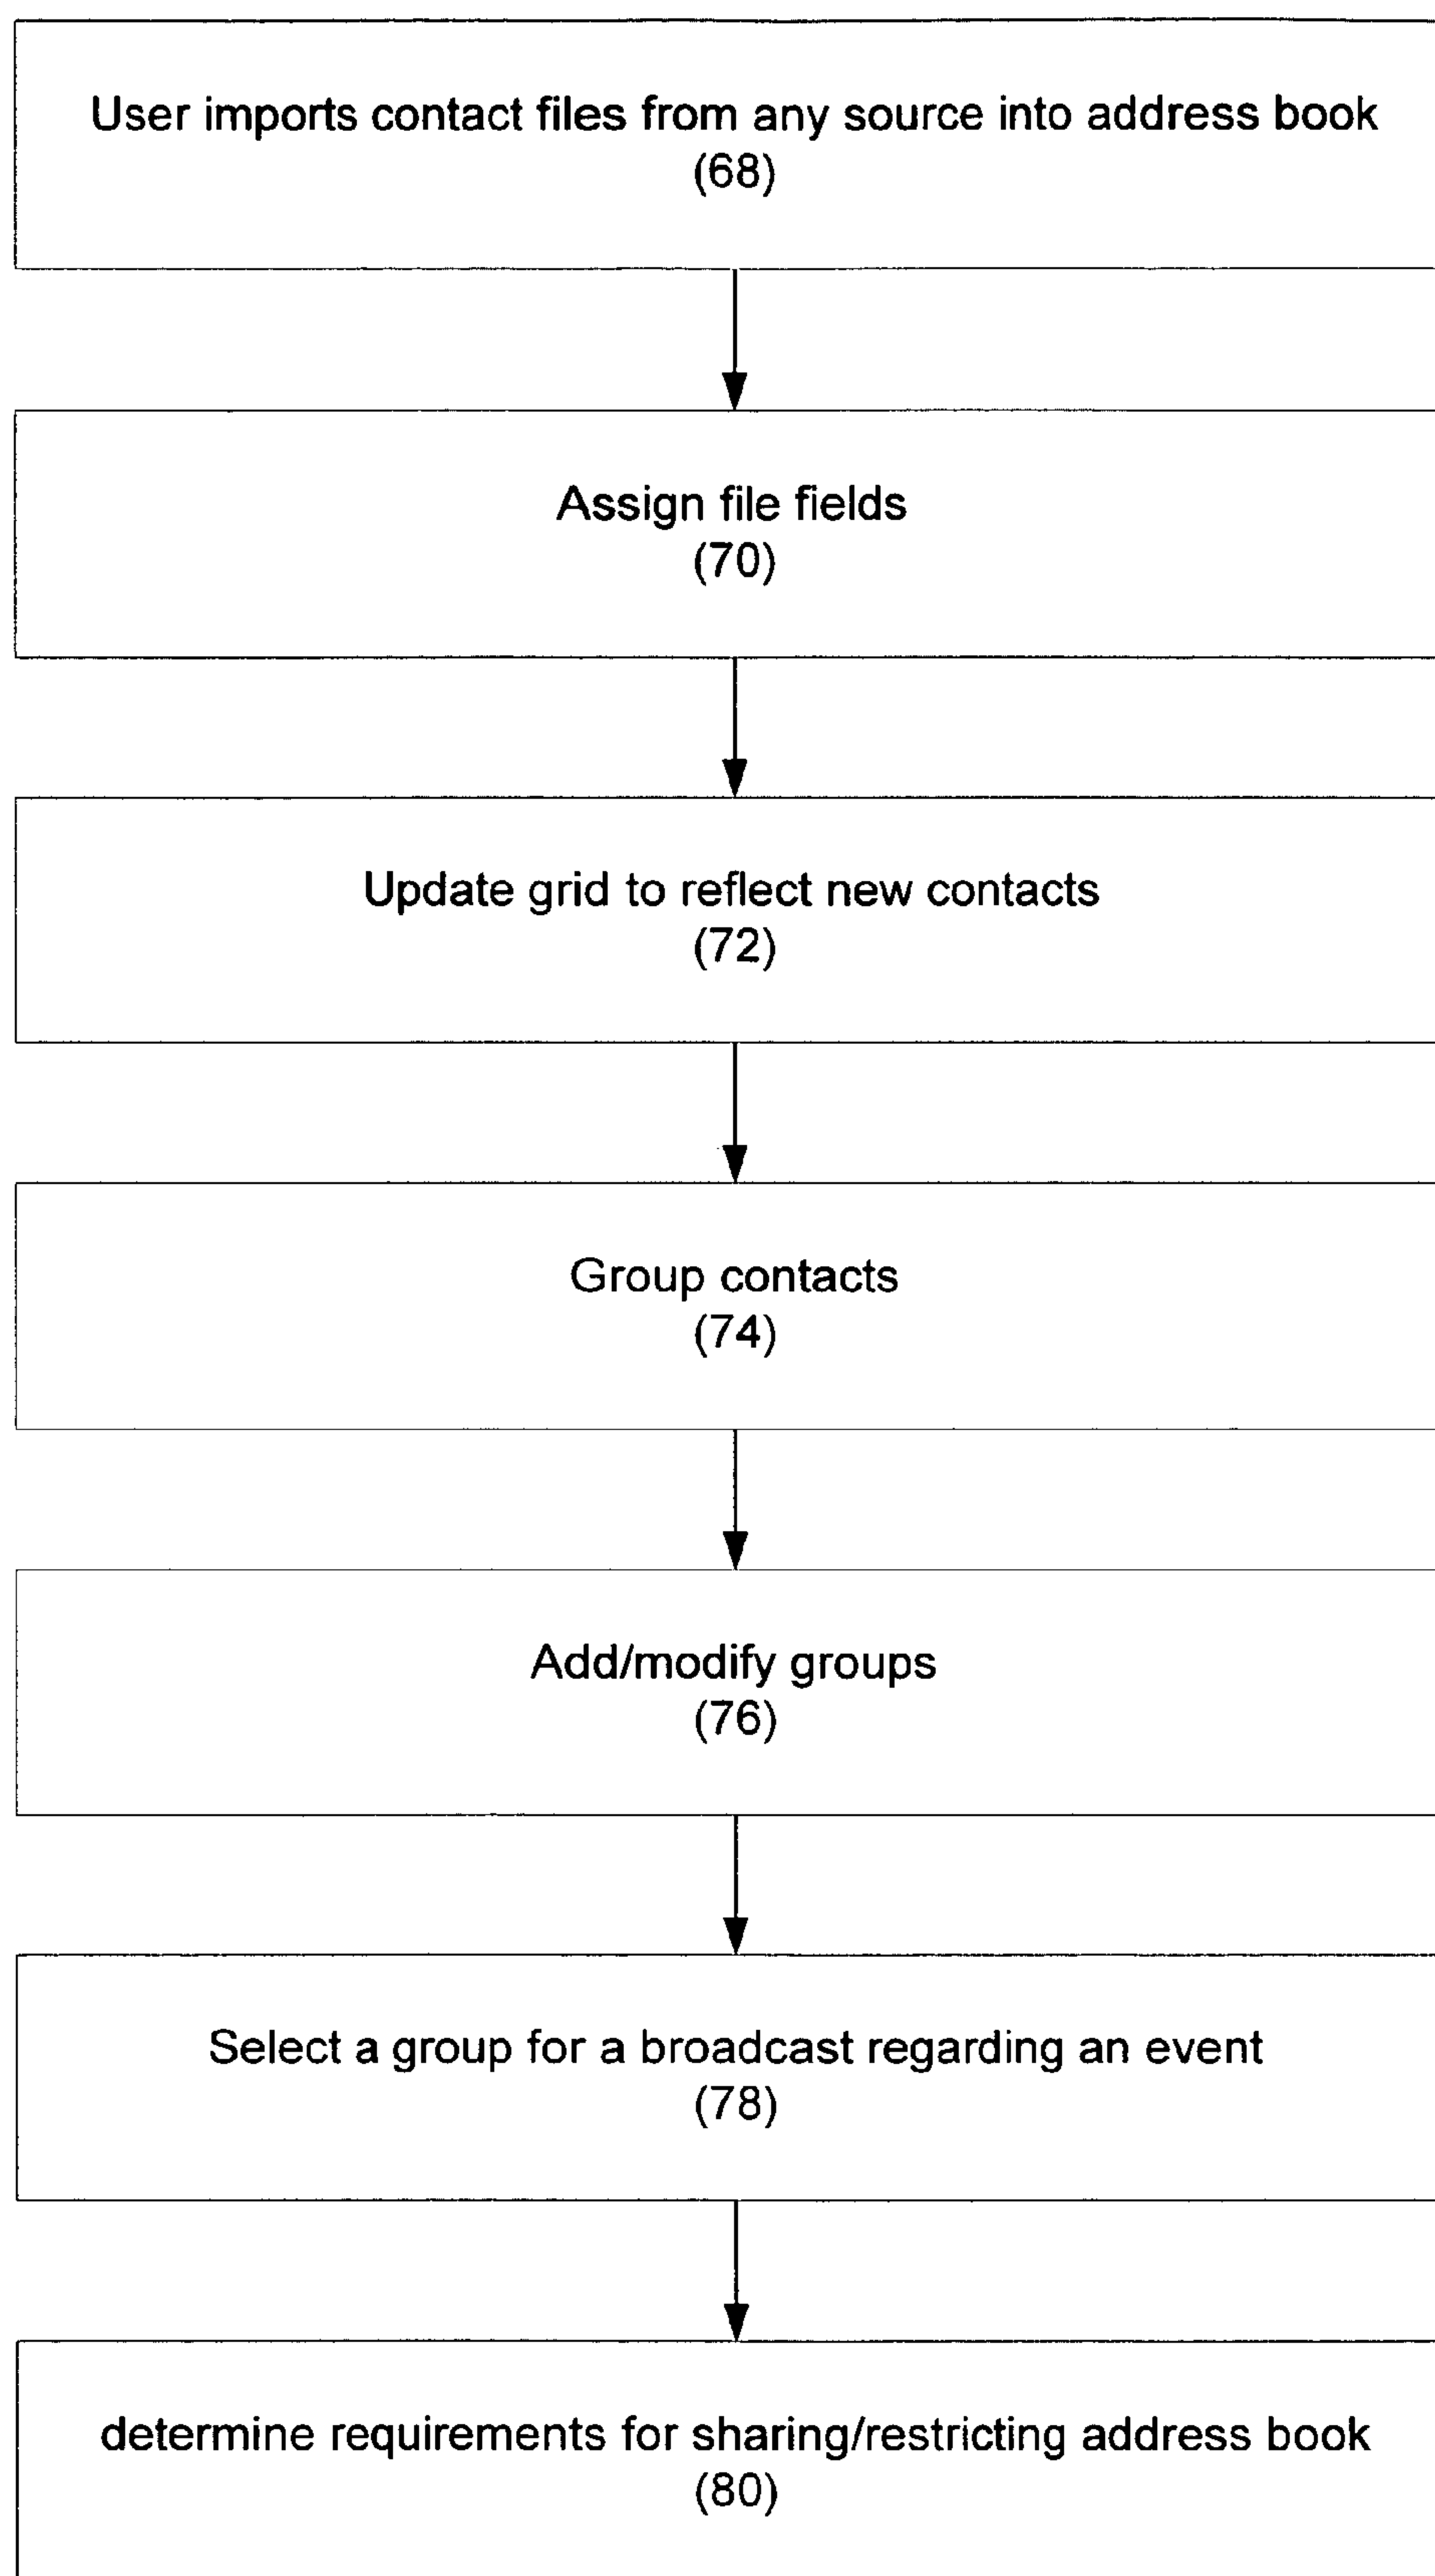 User imports contact files from any source into address book
(68)
Assign file fields
(70)
Update grid to reflect new contacts
(72)
Group contacts
(74)
Add/modify groups
(76)
Select a group for a broadcast regarding an event
(78)
determine requirements for sharing/restricting address book
(80)